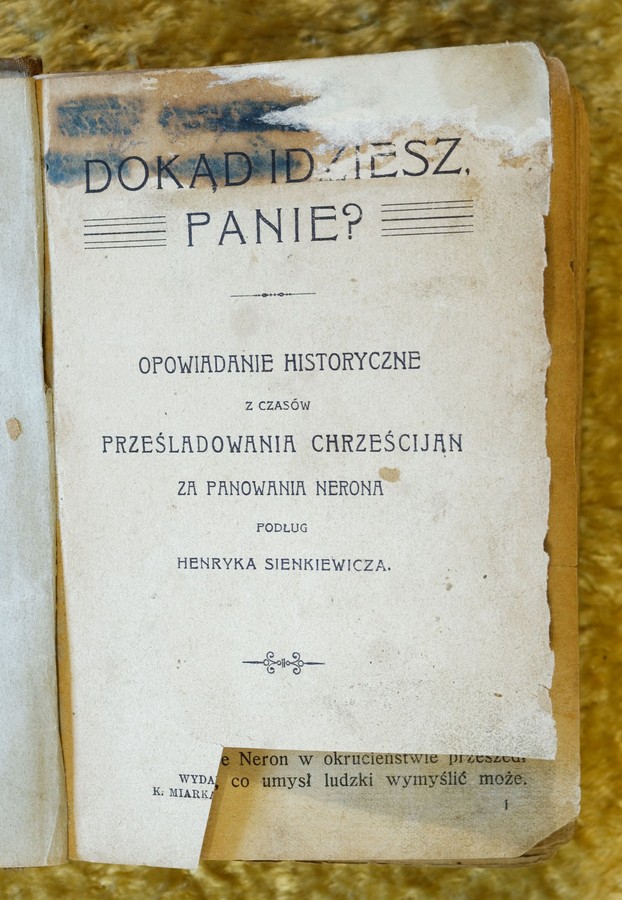 DOKĄD IDZIESZ,
PANIE?
OPOWIADANIE HISTORYCZNE
Z CZASÓW
PRZEŚLADOWANIA CHRZEŚCIJAN
ZA PANOWANIA NERONA
PODŁUG
HENRYKA SIENKIEWICZA.
e Neron w okrucieństwie przeszedł
WYDA
, co umysł ludzki wymyślić może.
K. MIARKA
1